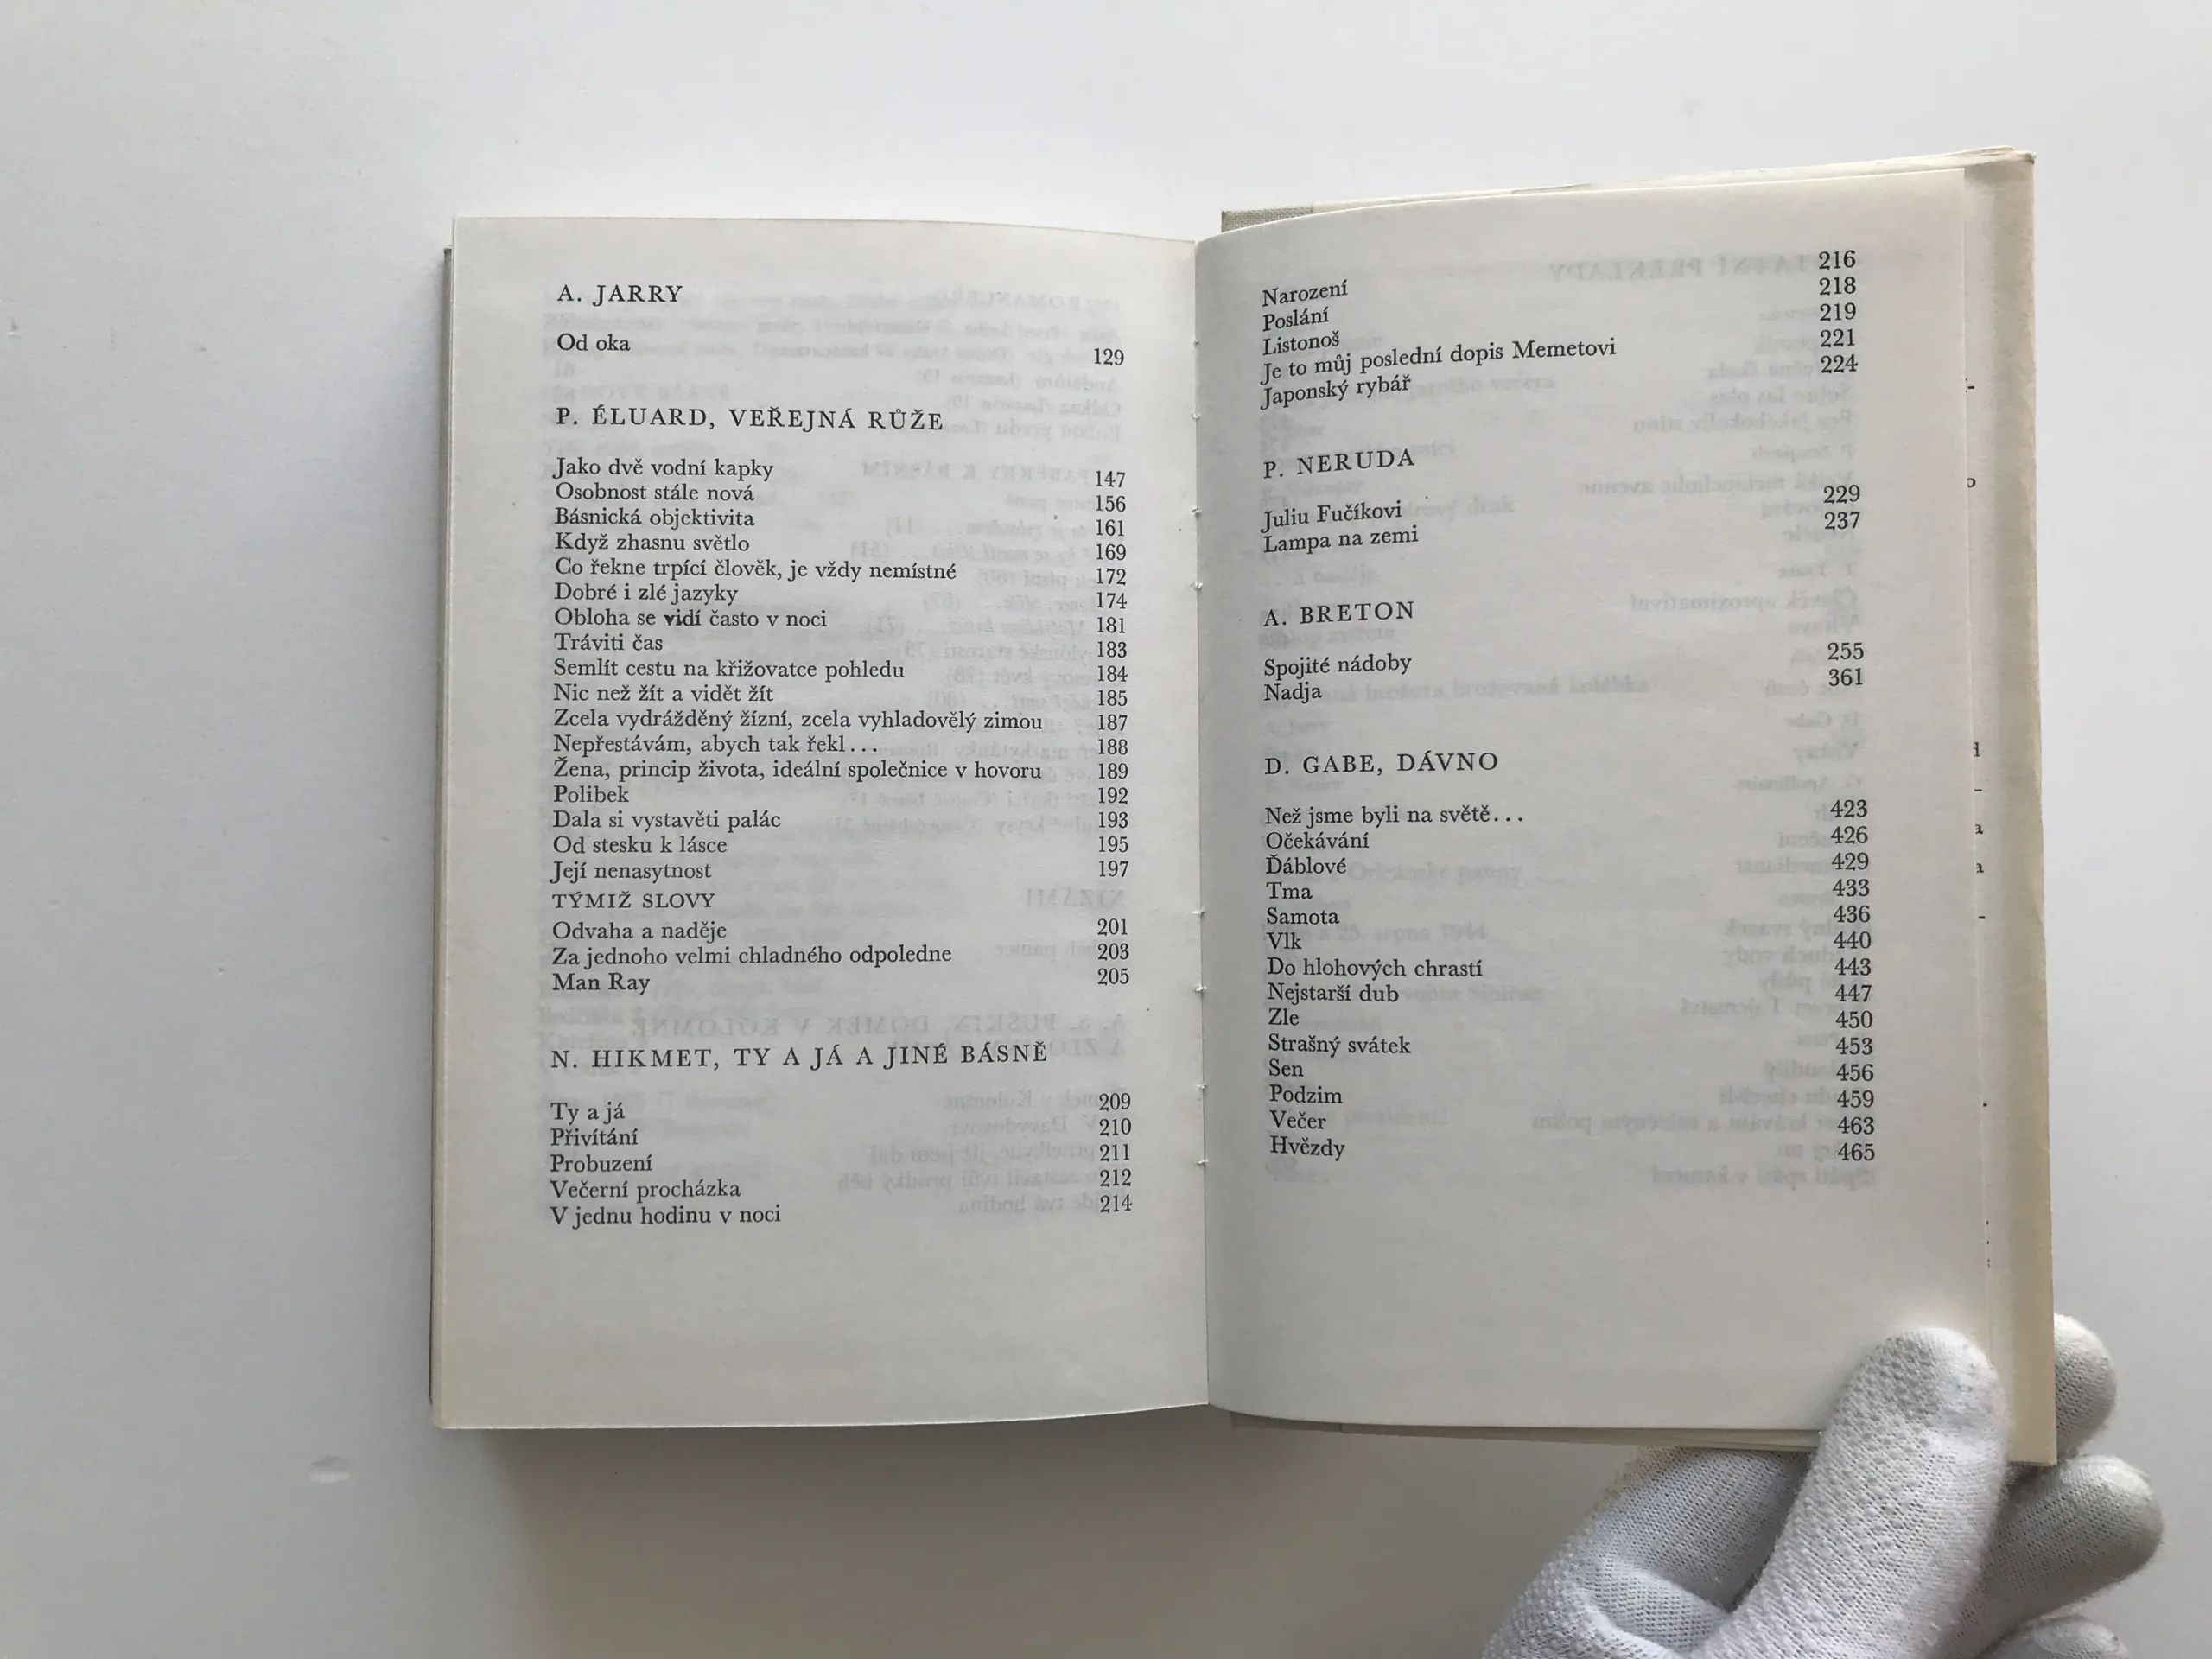 A. JARRY
Od oka 129
P. ÉLUARD, VEŘEJNÁ RŮŽE
Jako dvě vodní kapky 147
Osobnost stále nová 156
Básnická objektivita 161
Když zhasnu světlo 169
Co řekne trpící člověk, je vždy nemístné 172
Dobré i zlé jazyky 174
Obloha se vidí často v noci 181
Tráviti čas 183
Semlít cestu na křižovatce pohledu 184
Nic než žít a vidět žít 185
Zcela vydrážděný žízní, zcela vyhladovělý zimou 187
Nepřestávám, abych tak řekl... 188
Žena, princip života, ideální společnice v hovoru 189
Polibek 192
Dala si vystavěti palác 193
Od stesku k lásce 195
Její nenasytnost 197
TÝMIŽ SLOVY
Odvaha a naděje 201
Za jednoho velmi chladného odpoledne 203
Man Ray 205
N. HIKMET, TY A JÁ A JINÉ BÁSNĚ
Ty a já 209
Přivítání 210
Probuzení 211
Večerní procházka 212
V jednu hodinu v noci 214
Narození 216
Poslání 218
Listonoš 219
Je to můj poslední dopis Memetovi 221
Japonský rybář 224
P. NERUDA
Juliu Fučíkovi 229
Lampa na zemi 237
A. BRETON
Spojité nádoby 255
Nadja 361
D. GABE, DÁVNO
Než jsme byli na světě... 423
Očekávání 426
Ďáblové 429
Tma 433
Samota 436
Vlk 440
Do hlohových chrastí 443
Nejstarší dub 447
Zle 450
Strašný svátek 453
Sen 456
Podzim 459
Večer 463
Hvězdy 465